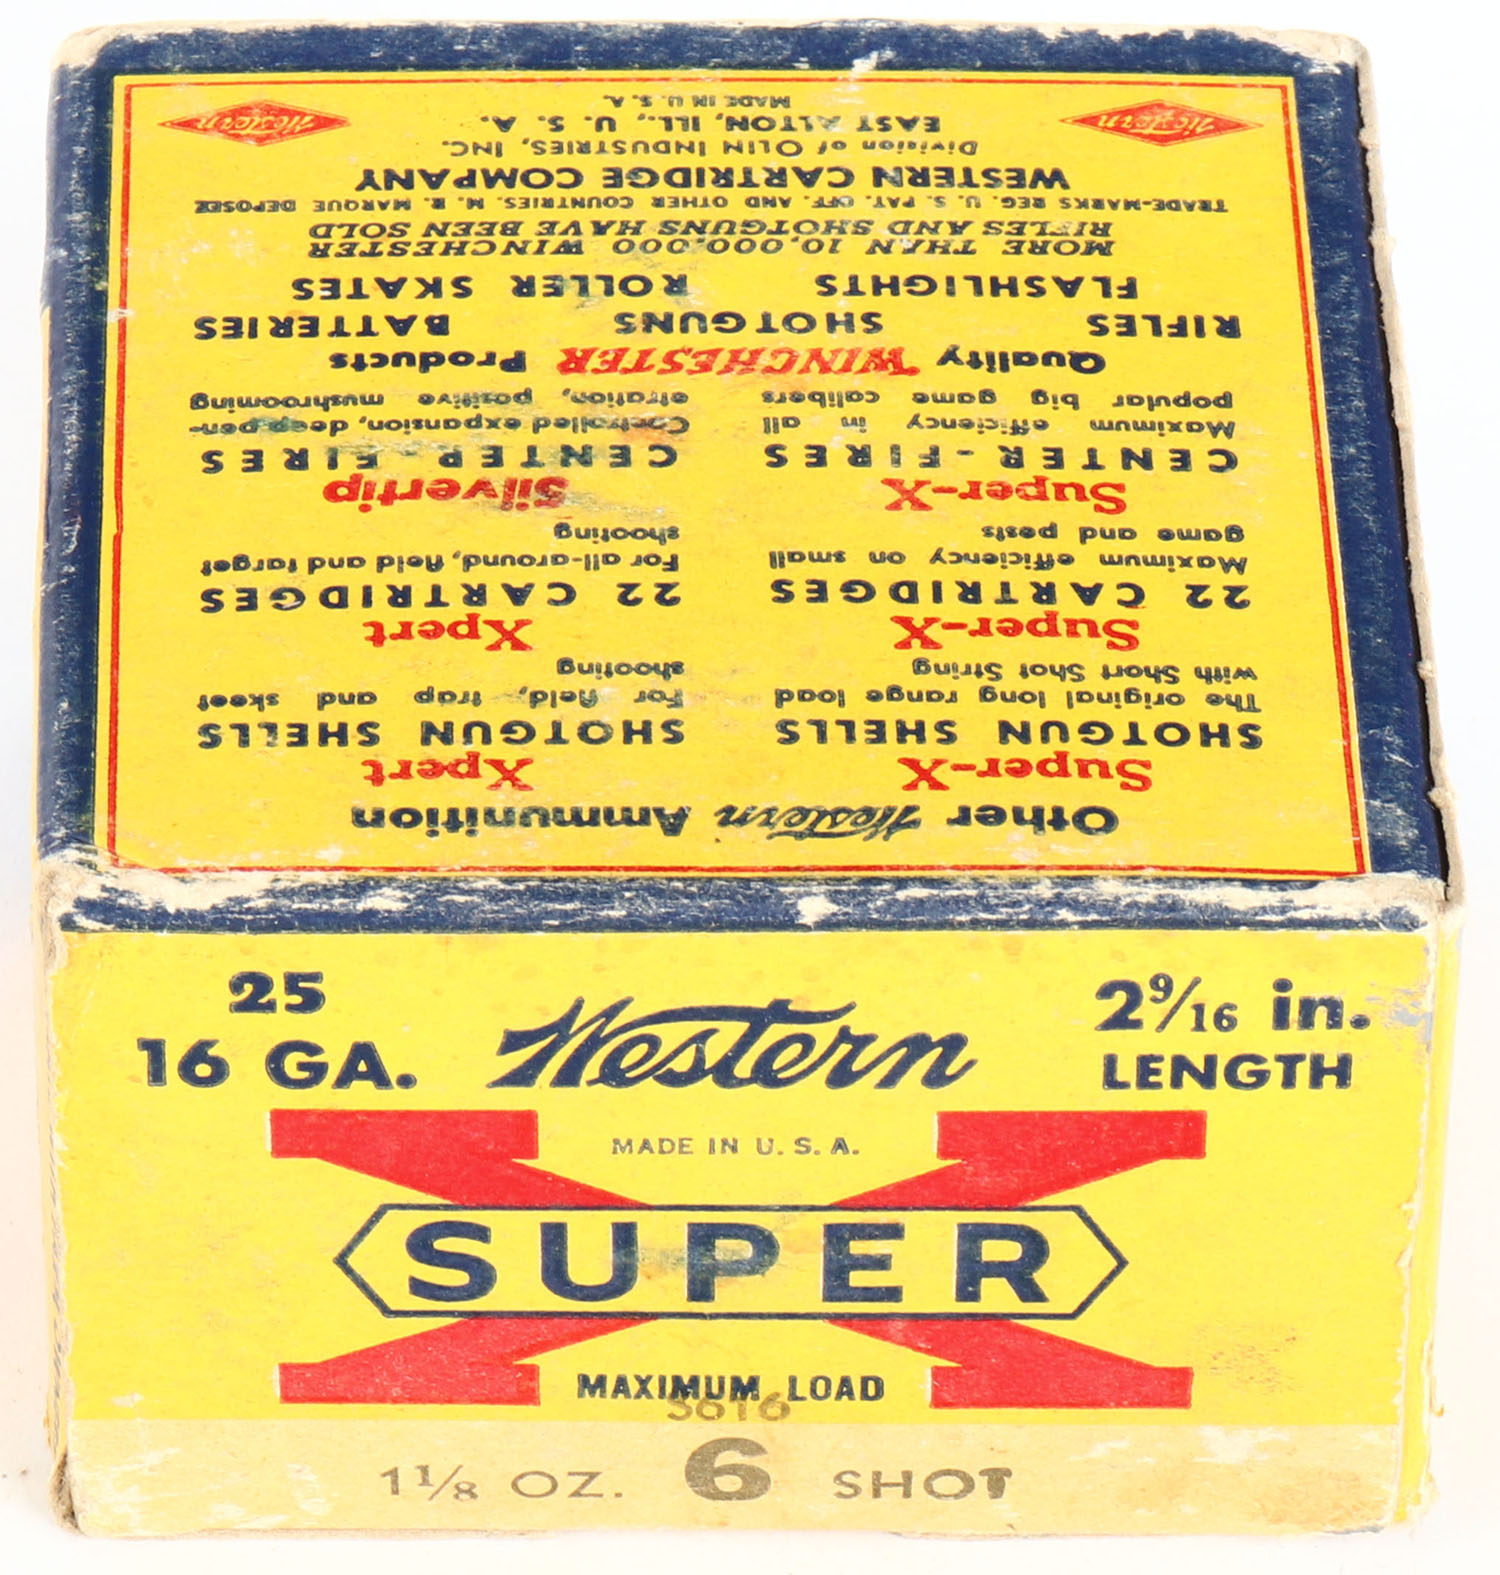 Other Western Ammunition
Super-X Xpert
SHOTGUN SHELLS SHOTGUN SHELLS
The original long range load For field, trap and skeet
with Short Shot String shooting
Super-X Xpert
22 CARTRIDGES 22 CARTRIDGES
Maximum efficiency on small For all-around, field and target
game and pests shooting
Super-X Silvertip
CENTER-FIRES CENTER-FIRES
Maximum efficiency in all Controlled expansion, deep pen-
popular big game calibers etration, positive mushrooming
Quality WINCHESTER Products
RIFLES SHOTGUNS BATTERIES
FLASHLIGHTS ROLLER SKATES
MORE THAN 10,000,000 WINCHESTER
RIFLES AND SHOTGUNS HAVE BEEN SOLD
TRADE-MARKS REG. U. S. PAT. OFF. AND OTHER COUNTRIES. M. R. MARQUE DEPOSEE
WESTERN CARTRIDGE COMPANY
Division of OLIN INDUSTRIES, INC.
EAST ALTON, ILL., U. S. A.
MADE IN U. S. A.
Western Western
25
16 GA.
Western
2 9/16 in.
LENGTH
MADE IN U. S. A.
X
SUPER
MAXIMUM LOAD
S616
1 1/8 OZ. 6 SHOT